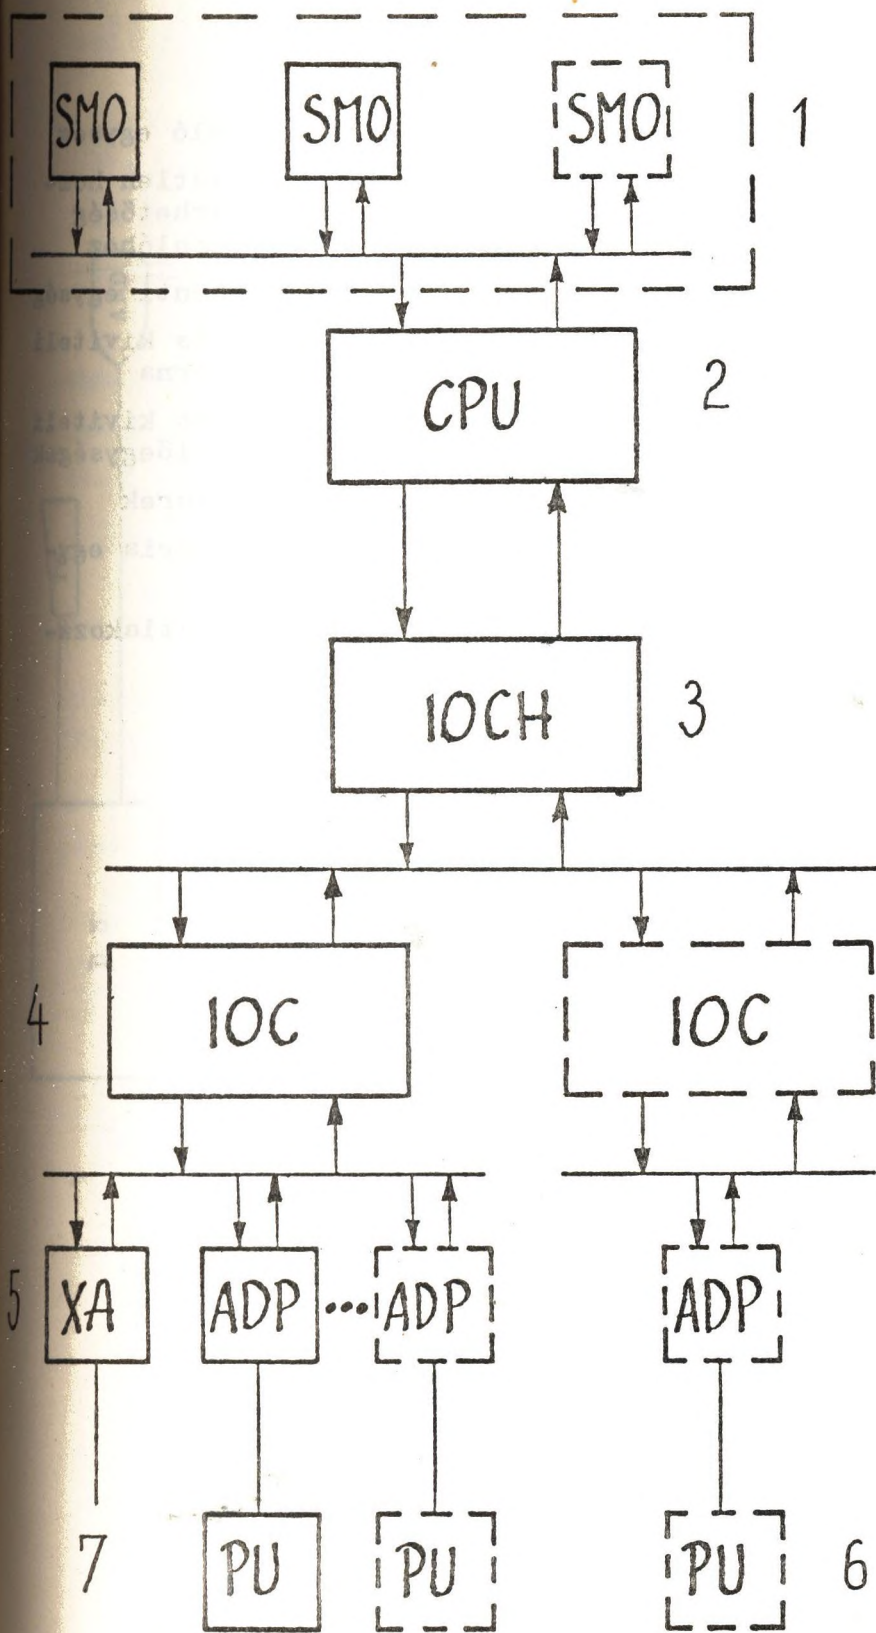 SMO SMO SMO 1
CPU 2
IOCH 3
4 IOC IOC
5 XA ADP ... ADP ADP
7 PU PU PU 6